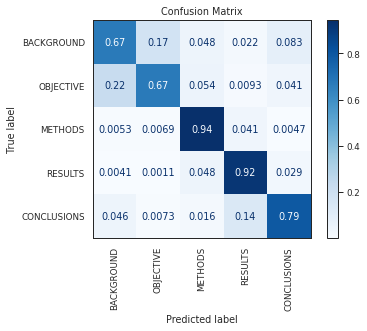 Confusion Matrix
BACKGROUND 0.67 0.17 0.048 0.022 0.083
OBJECTIVE 0.22 0.67 0.054 0.0093 0.041
METHODS 0.0053 0.0069 0.94 0.041 0.0047
RESULTS 0.0041 0.0011 0.048 0.92 0.029
CONCLUSIONS 0.046 0.0073 0.016 0.14 0.79
True label
BACKGROUND
OBJECTIVE
METHODS
RESULTS
CONCLUSIONS
Predicted label
0.8
0.6
0.4
0.2